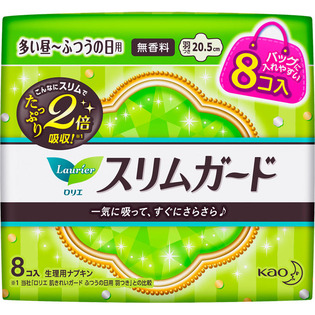 多い昼～ふつうの日用
無香料
羽つき 20.5cm
バッグに
入れやすい
8コ入
こんなにスリムで
たっぷり
2倍
吸収!※1
Laurier
ロリエ
スリムガード
一気に吸って、すぐにさらさら♪
8コ入 生理用ナプキン
※1 当社「ロリエ 肌きれいガード ふつうの日用 羽つき」との比較
Kao